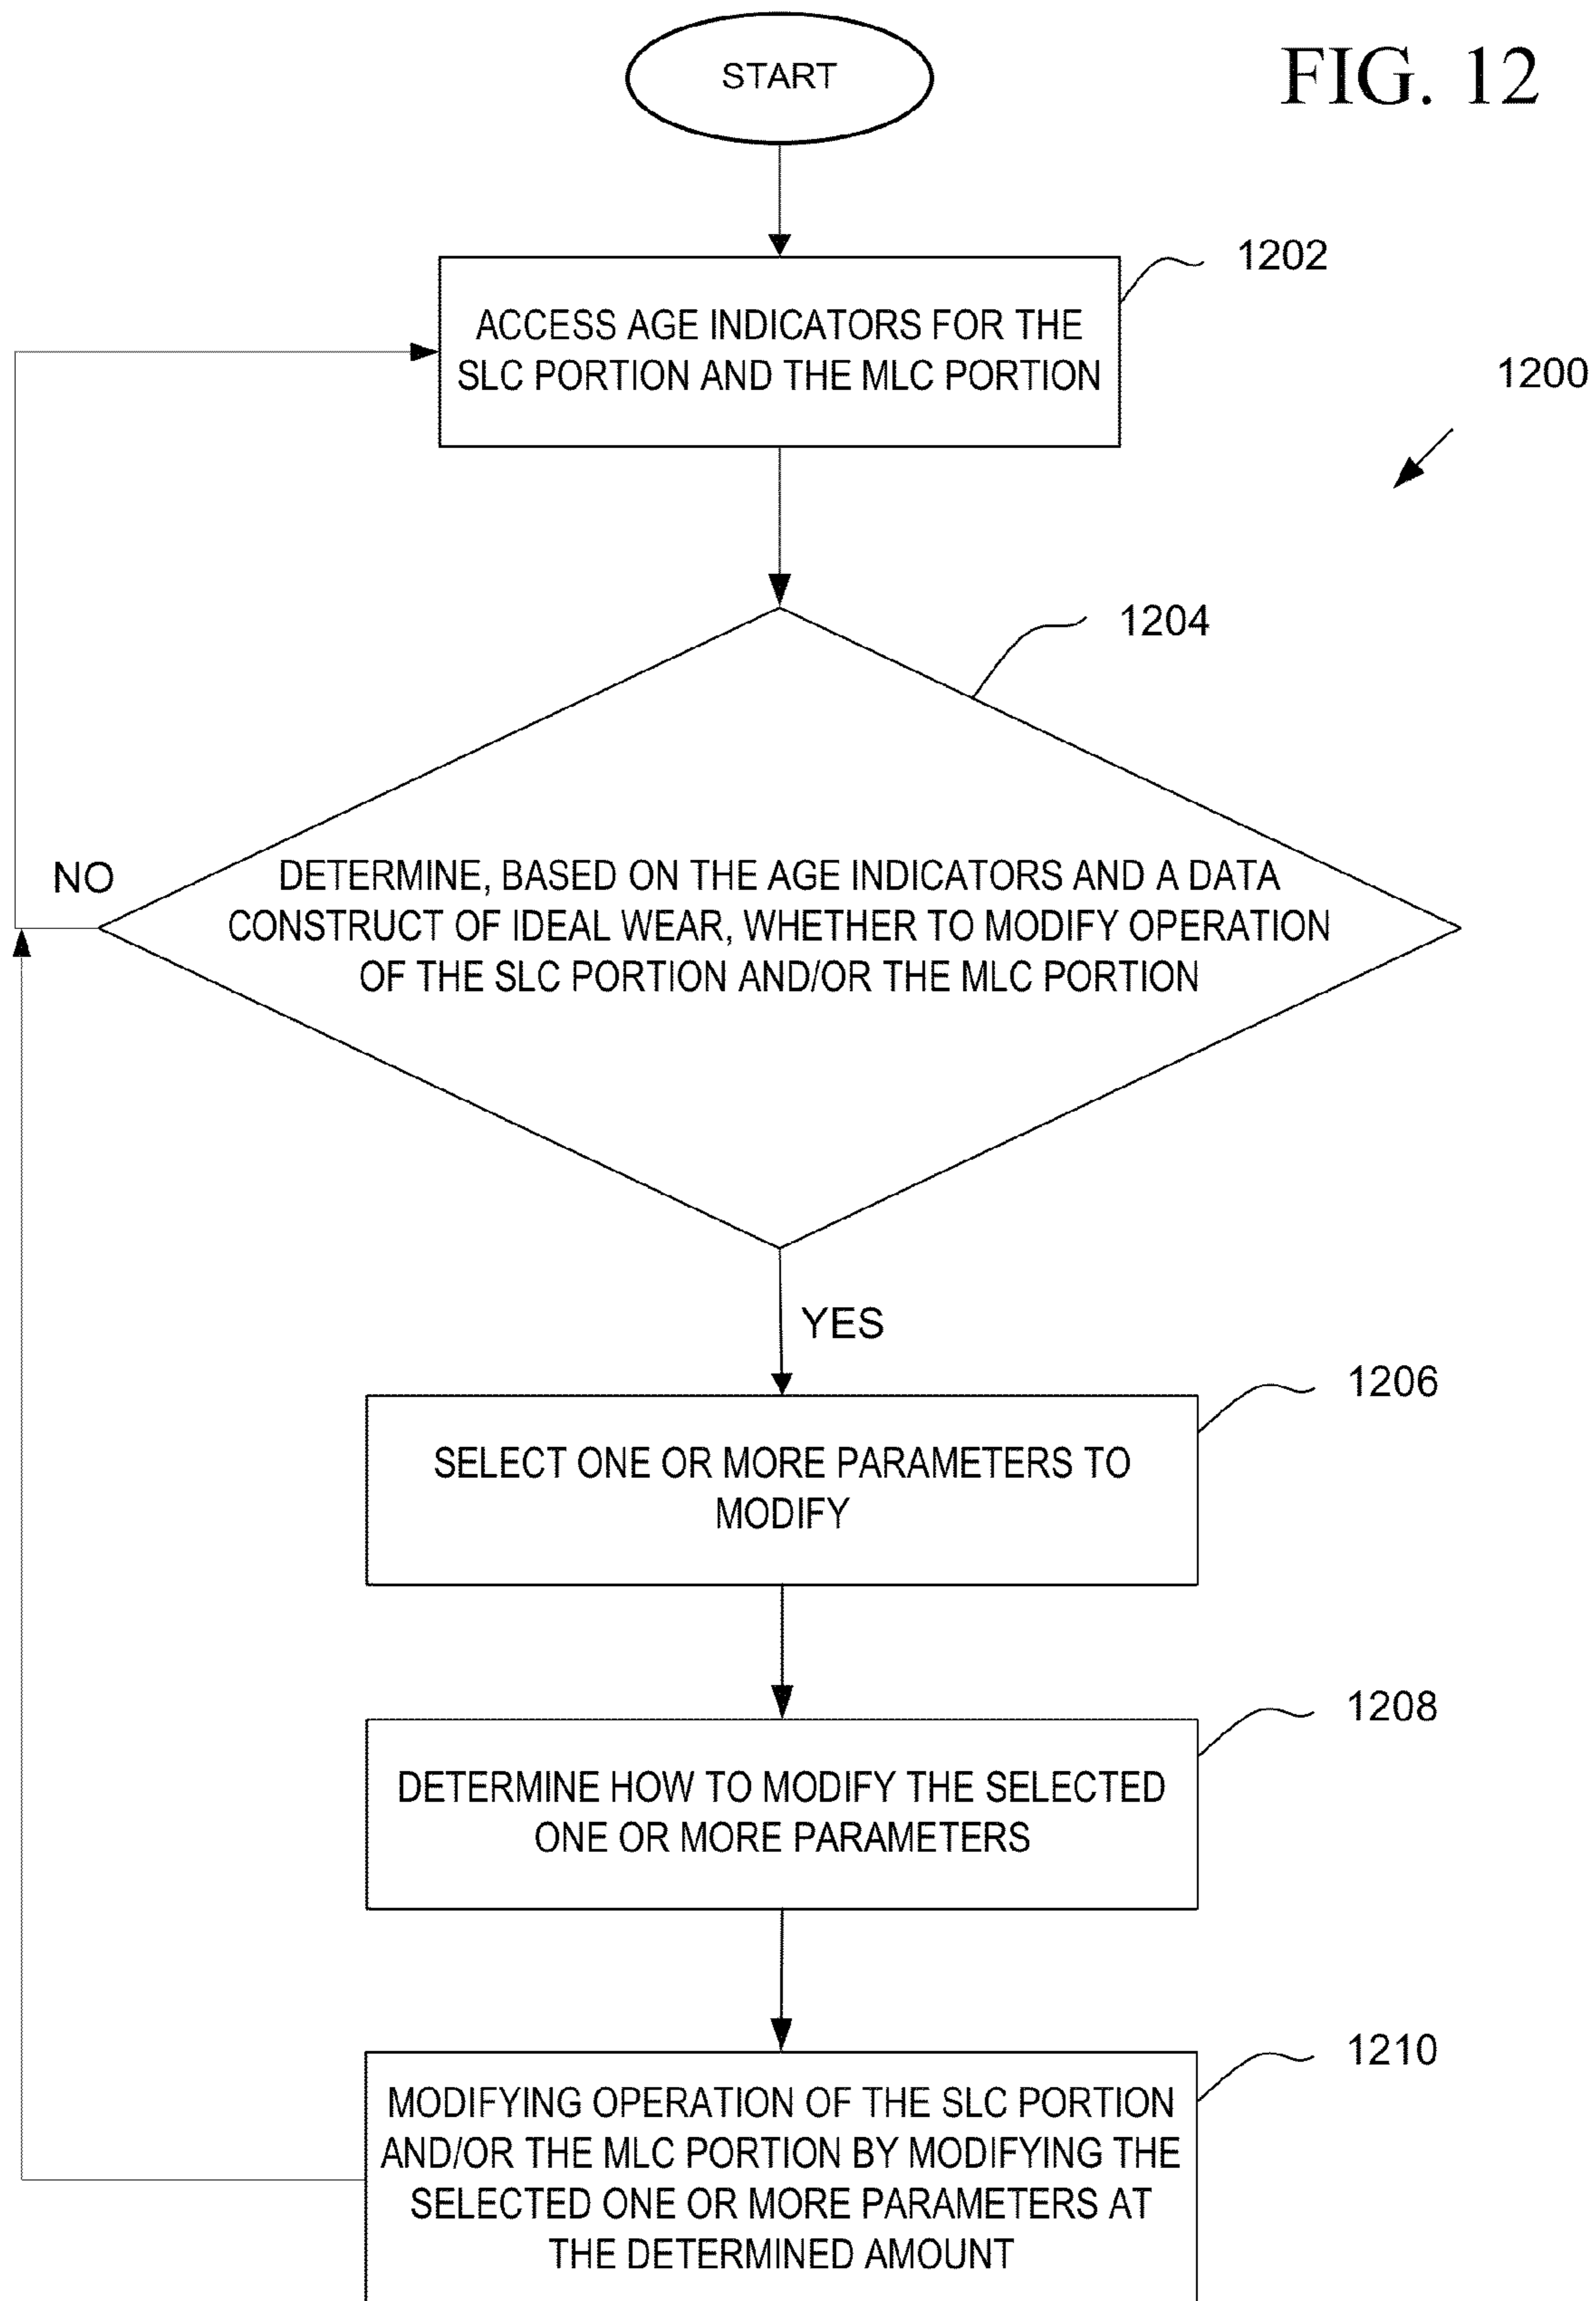 START
FIG. 12
1202
ACCESS AGE INDICATORS FOR THE
SLC PORTION AND THE MLC PORTION
1200
1204
NO
DETERMINE, BASED ON THE AGE INDICATORS AND A DATA
CONSTRUCT OF IDEAL WEAR, WHETHER TO MODIFY OPERATION
OF THE SLC PORTION AND/OR THE MLC PORTION
YES
1206
SELECT ONE OR MORE PARAMETERS TO
MODIFY
1208
DETERMINE HOW TO MODIFY THE SELECTED
ONE OR MORE PARAMETERS
1210
MODIFYING OPERATION OF THE SLC PORTION
AND/OR THE MLC PORTION BY MODIFYING THE
SELECTED ONE OR MORE PARAMETERS AT
THE DETERMINED AMOUNT